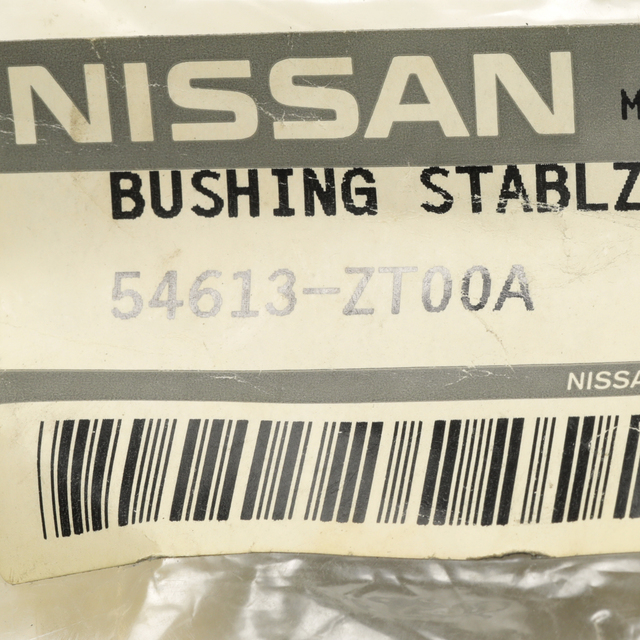 NISSAN M
BUSHING STABLZ
54613-ZT00A
NISSA